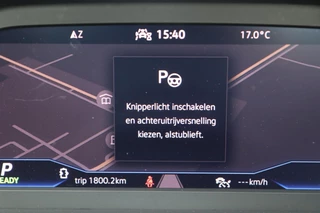 Z 15:40 17.0°C
P
Knipperlicht inschakelen
en achteruitrijversnelling
kiezen, alstublieft.
P
READY
trip 1800.2km
--- km/h